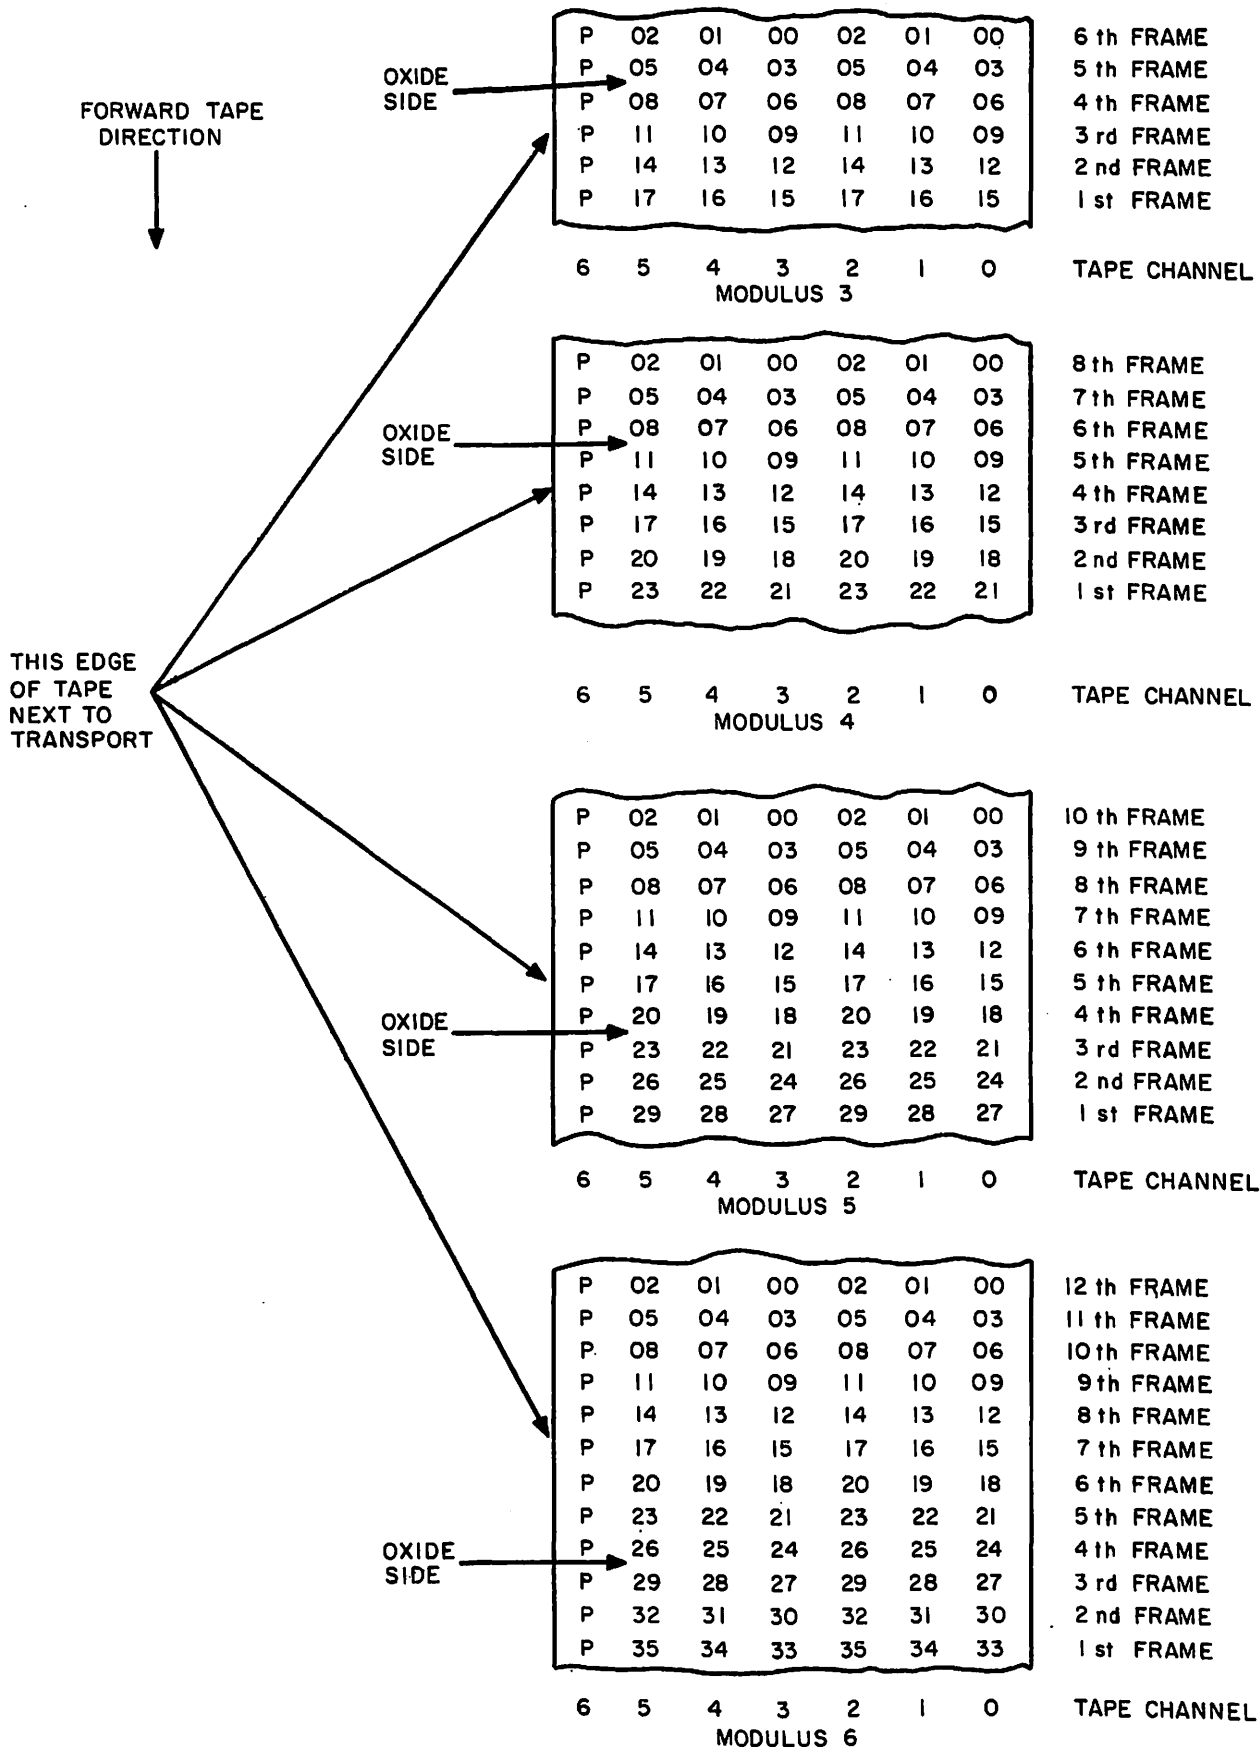 FORWARD TAPE
DIRECTION
OXIDE
SIDE
P 02 01 00 02 01 00 6 th FRAME
P 05 04 03 05 04 03 5 th FRAME
P 08 07 06 08 07 06 4 th FRAME
P 11 10 09 11 10 09 3 rd FRAME
P 14 13 12 14 13 12 2 nd FRAME
P 17 16 15 17 16 15 1 st FRAME
6 5 4 3 2 1 0 TAPE CHANNEL
MODULUS 3
OXIDE
SIDE
P 02 01 00 02 01 00 8 th FRAME
P 05 04 03 05 04 03 7 th FRAME
P 08 07 06 08 07 06 6 th FRAME
P 11 10 09 11 10 09 5 th FRAME
P 14 13 12 14 13 12 4 th FRAME
P 17 16 15 17 16 15 3 rd FRAME
P 20 19 18 20 19 18 2 nd FRAME
P 23 22 21 23 22 21 1 st FRAME
THIS EDGE
OF TAPE
NEXT TO
TRANSPORT
6 5 4 3 2 1 0 TAPE CHANNEL
MODULUS 4
P 02 01 00 02 01 00 10 th FRAME
P 05 04 03 05 04 03 9 th FRAME
P 08 07 06 08 07 06 8 th FRAME
P 11 10 09 11 10 09 7 th FRAME
P 14 13 12 14 13 12 6 th FRAME
P 17 16 15 17 16 15 5 th FRAME
OXIDE
SIDE
P 20 19 18 20 19 18 4 th FRAME
P 23 22 21 23 22 21 3 rd FRAME
P 26 25 24 26 25 24 2 nd FRAME
P 29 28 27 29 28 27 1 st FRAME
6 5 4 3 2 1 0 TAPE CHANNEL
MODULUS 5
P 02 01 00 02 01 00 12 th FRAME
P 05 04 03 05 04 03 11 th FRAME
P 08 07 06 08 07 06 10 th FRAME
P 11 10 09 11 10 09 9 th FRAME
P 14 13 12 14 13 12 8 th FRAME
P 17 16 15 17 16 15 7 th FRAME
P 20 19 18 20 19 18 6 th FRAME
P 23 22 21 23 22 21 5 th FRAME
OXIDE
SIDE
P 26 25 24 26 25 24 4 th FRAME
P 29 28 27 29 28 27 3 rd FRAME
P 32 31 30 32 31 30 2 nd FRAME
P 35 34 33 35 34 33 1 st FRAME
6 5 4 3 2 1 0 TAPE CHANNEL
MODULUS 6